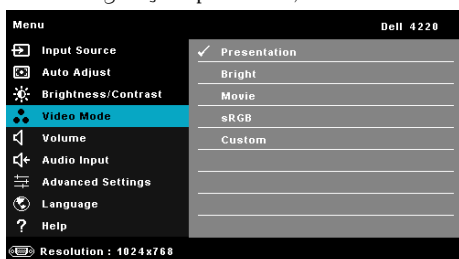 Menu Dell 4220
Input Source
Auto Adjust
Brightness/Contrast
Video Mode
Volume
Audio Input
Advanced Settings
Language
? Help
Presentation
Bright
Movie
sRGB
Custom
Resolution : 1024x768